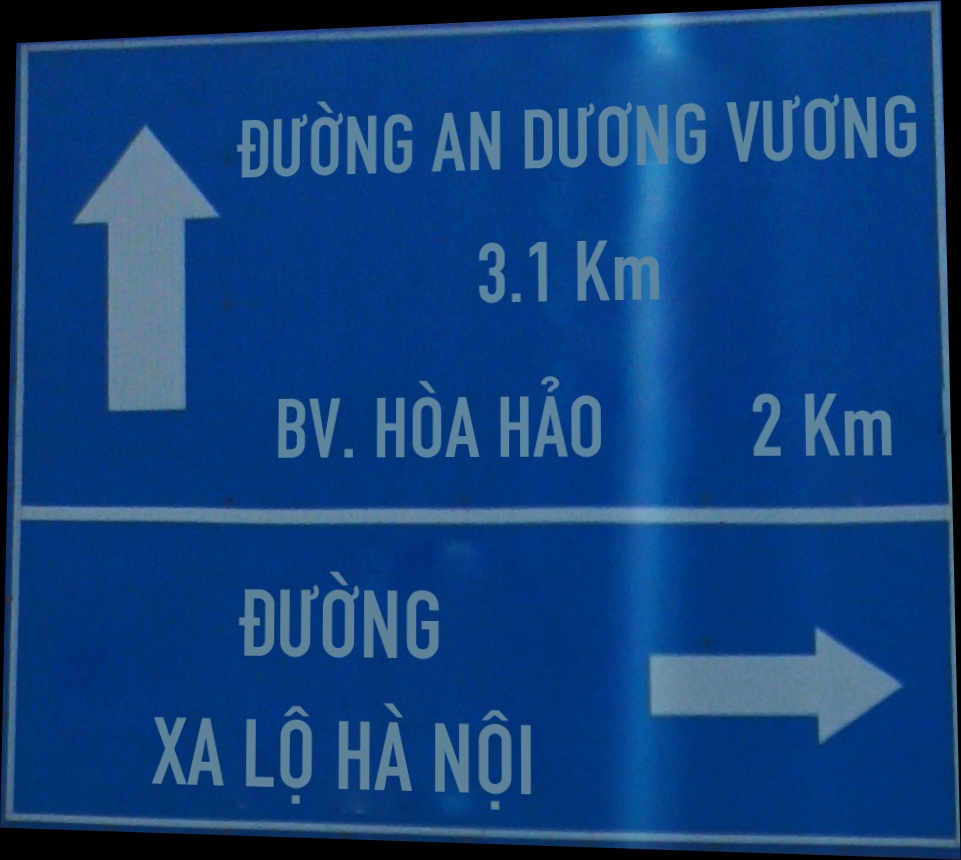 ĐƯỜNG AN DƯƠNG VƯƠNG
3.1 Km
BV. HÒA HẢO 2 Km
ĐƯỜNG
XA LỘ HÀ NỘI